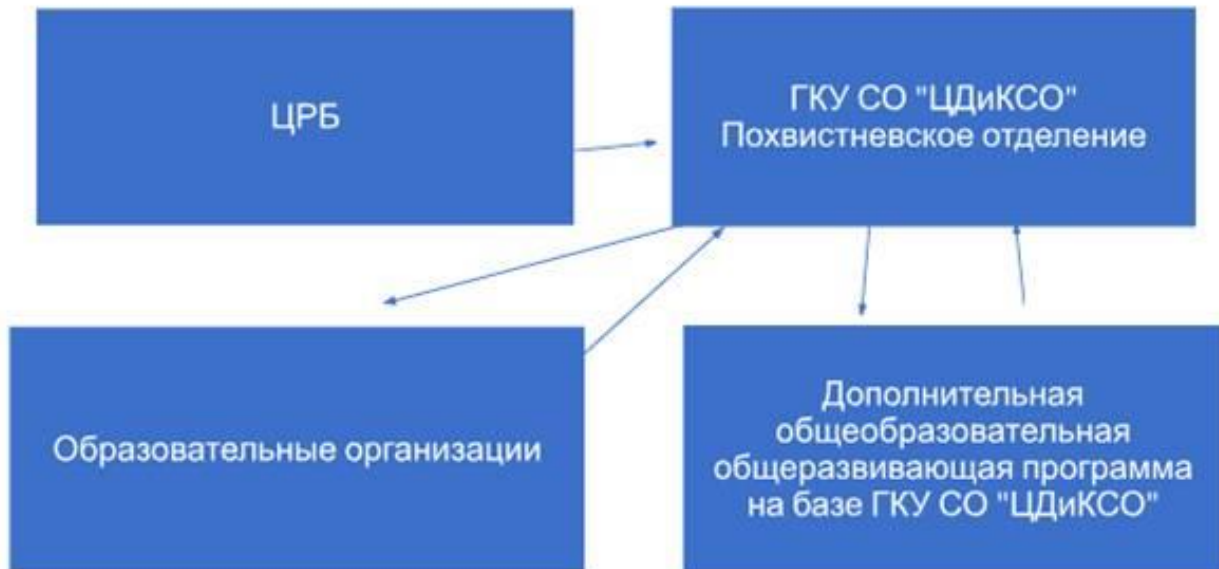 ЦРБ
ГКУ СО "ЦДиКСО"
Похвистневское отделение
Образовательные организации
Дополнительная
общеобразовательная
общеразвивающая программа
на базе ГКУ СО "ЦДиКСО"